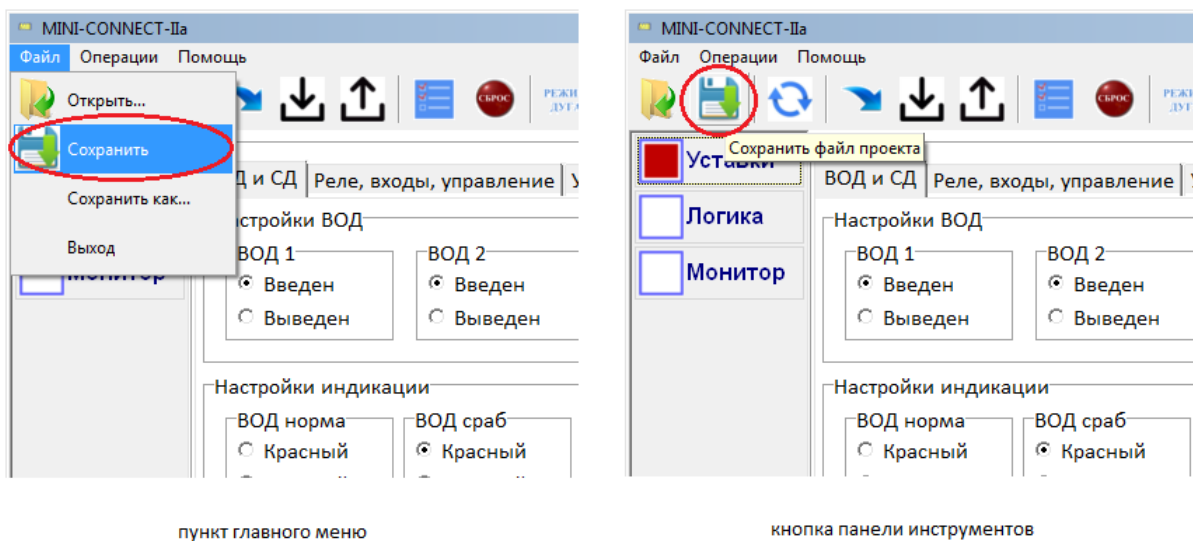 MINI-CONNECT-IIa
Файл Операции Помощь
Открыть...
СБРОС
Сохранить
Сохранить как...
Выход
Д и СД Реле, входы, управление
стройки ВОД
ВОД 1 ВОД 2
Введен Введен
Выведен Выведен
Настройки индикации
ВОД норма ВОД сраб
Красный Красный
пункт главного меню
MINI-CONNECT-IIa
Файл Операции Помощь
СБРОС
Сохранить файл проекта
Уставки
Логика
Монитор
ВОД и СД Реле, входы, управление
Настройки ВОД
ВОД 1 ВОД 2
Введен Введен
Выведен Выведен
Настройки индикации
ВОД норма ВОД сраб
Красный Красный
кнопка панели инструментов